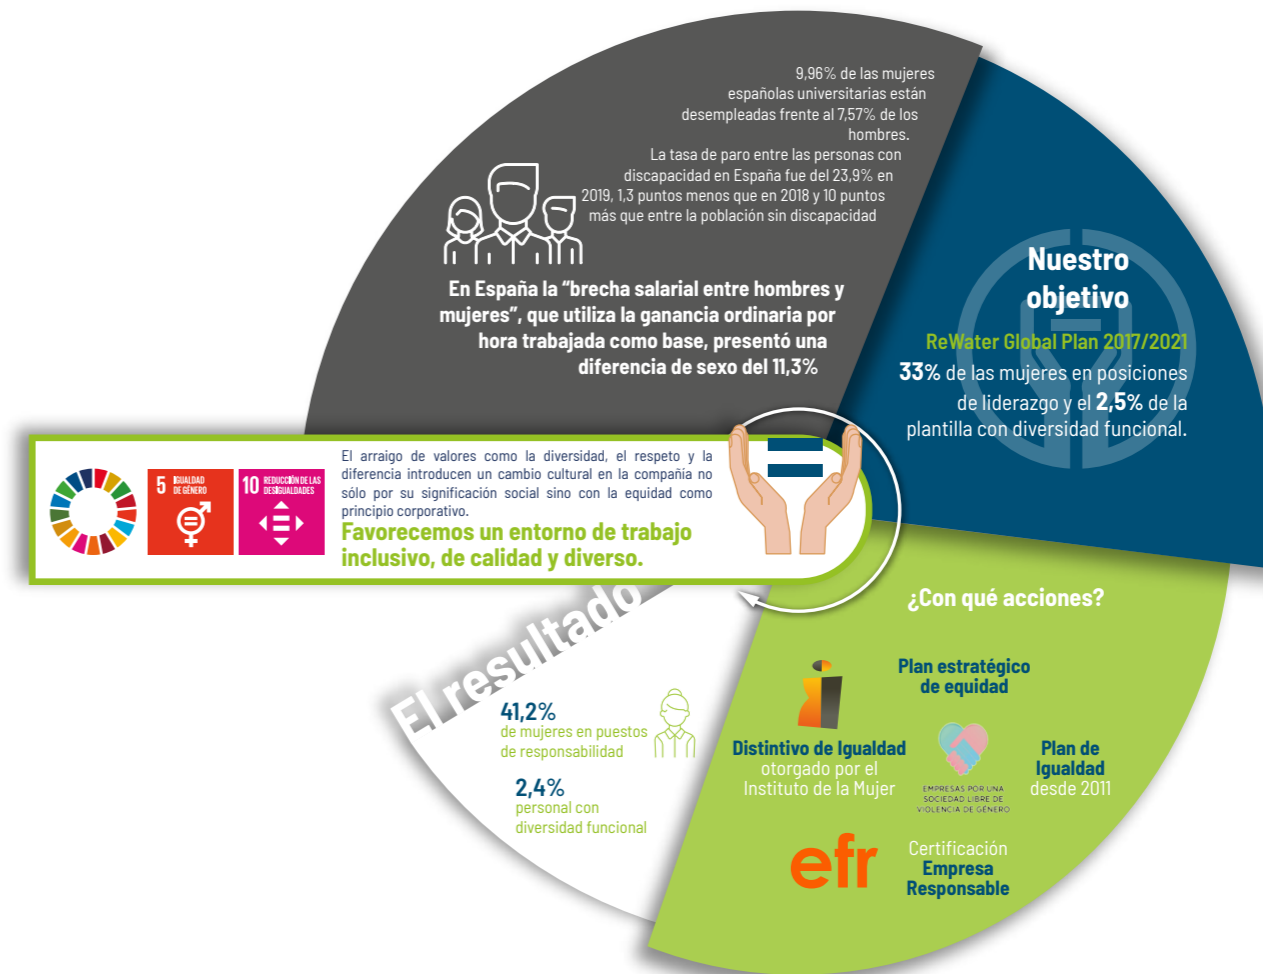 9,96% de las mujeres
españolas universitarias están
desempleadas frente al 7,57% de los
hombres.
La tasa de paro entre las personas con
discapacidad en España fue del 23,9% en
2019, 1,3 puntos menos que en 2018 y 10 puntos
más que entre la población sin discapacidad
En España la “brecha salarial entre hombres y
mujeres”, que utiliza la ganancia ordinaria por
hora trabajada como base, presentó una
diferencia de sexo del 11,3%
Nuestro
objetivo
ReWater Global Plan 2017/2021
33% de las mujeres en posiciones
de liderazgo y el 2,5% de la
plantilla con diversidad funcional.
5 IGUALDAD
DE GÉNERO
10 REDUCCIÓN DE LAS
DESIGUALDADES
El arraigo de valores como la diversidad, el respeto y la
diferencia introducen un cambio cultural en la compañía no
sólo por su significación social sino con la equidad como
principio corporativo.
Favorecemos un entorno de trabajo
inclusivo, de calidad y diverso.
¿Con qué acciones?
Plan estratégico
de equidad
Distintivo de Igualdad
otorgado por el
Instituto de la Mujer
EMPRESAS POR UNA
SOCIEDAD LIBRE DE
VIOLENCIA DE GÉNERO
Plan de
Igualdad
desde 2011
efr
Certificación
Empresa
Responsable
El resultado
41,2%
de mujeres en puestos
de responsabilidad
2,4%
personal con
diversidad funcional